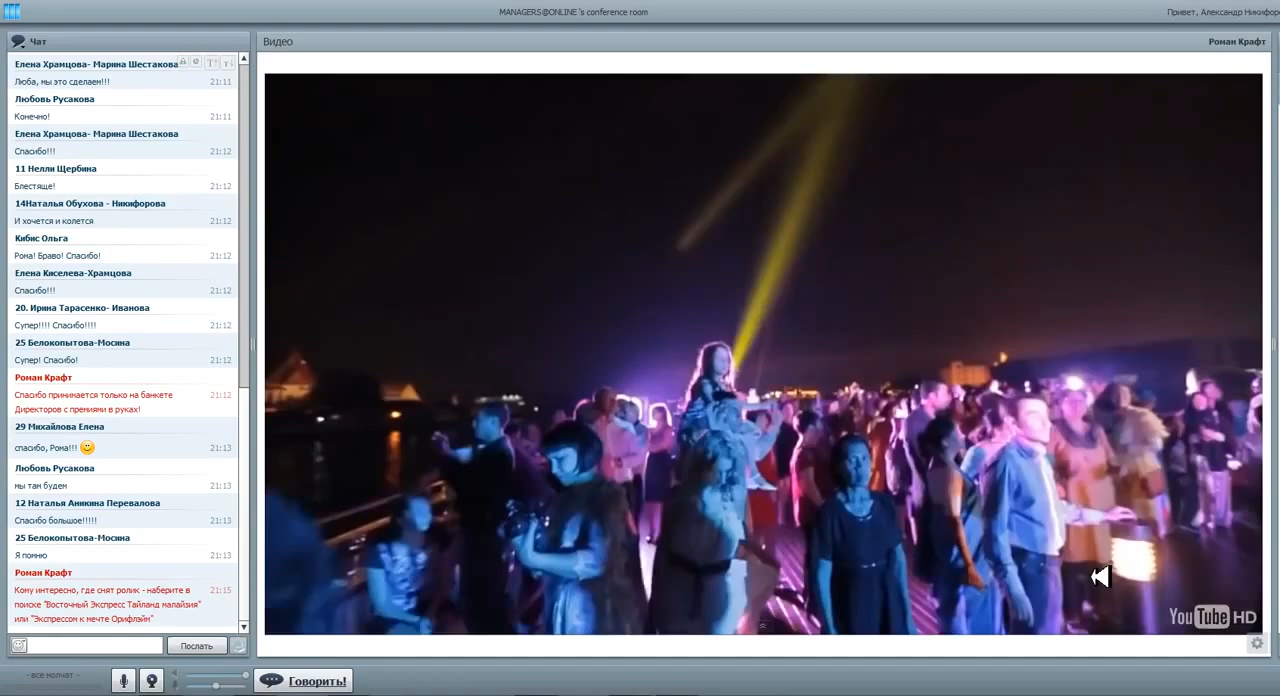 MANAGERS@ONLINE 's conference room
Привет, Александр Никифор
Чат
Елена Храмцова- Марина Шестакова
Люба, мы это сделаем!!! 21:11
Любовь Русакова
Конечно! 21:11
Елена Храмцова- Марина Шестакова
Спасибо!!! 21:12
11 Нелли Щербина
Блестяще! 21:12
14Наталья Обухова - Никифорова
И хочется и колется 21:12
Кибис Ольга
Рома! Браво! Спасибо! 21:12
Елена Киселева-Храмцова
Спасибо!!! 21:12
20. Ирина Тарасенко- Иванова
Супер!!!! Спасибо!!!! 21:12
25 Белокопытова-Мосина
Супер! Спасибо! 21:12
Роман Крафт
Спасибо принимается только на банкете 21:12
Директоров с премиями в руках!
29 Михайлова Елена
спасибо, Рома!!! 21:13
Любовь Русакова
мы там будем 21:13
12 Наталья Аникина Перевалова
Спасибо большое!!!!! 21:13
25 Белокопытова-Мосина
Я помню 21:13
Роман Крафт
Кому интересно, где снят ролик - наберите в 21:15
поиске "Восточный Экспресс Тайланд малайзия"
или "Экспрессом к мечте Орифлэйм"
Послать
- все молчат -
Говорить!
Видео
Роман Крафт
YouTube HD